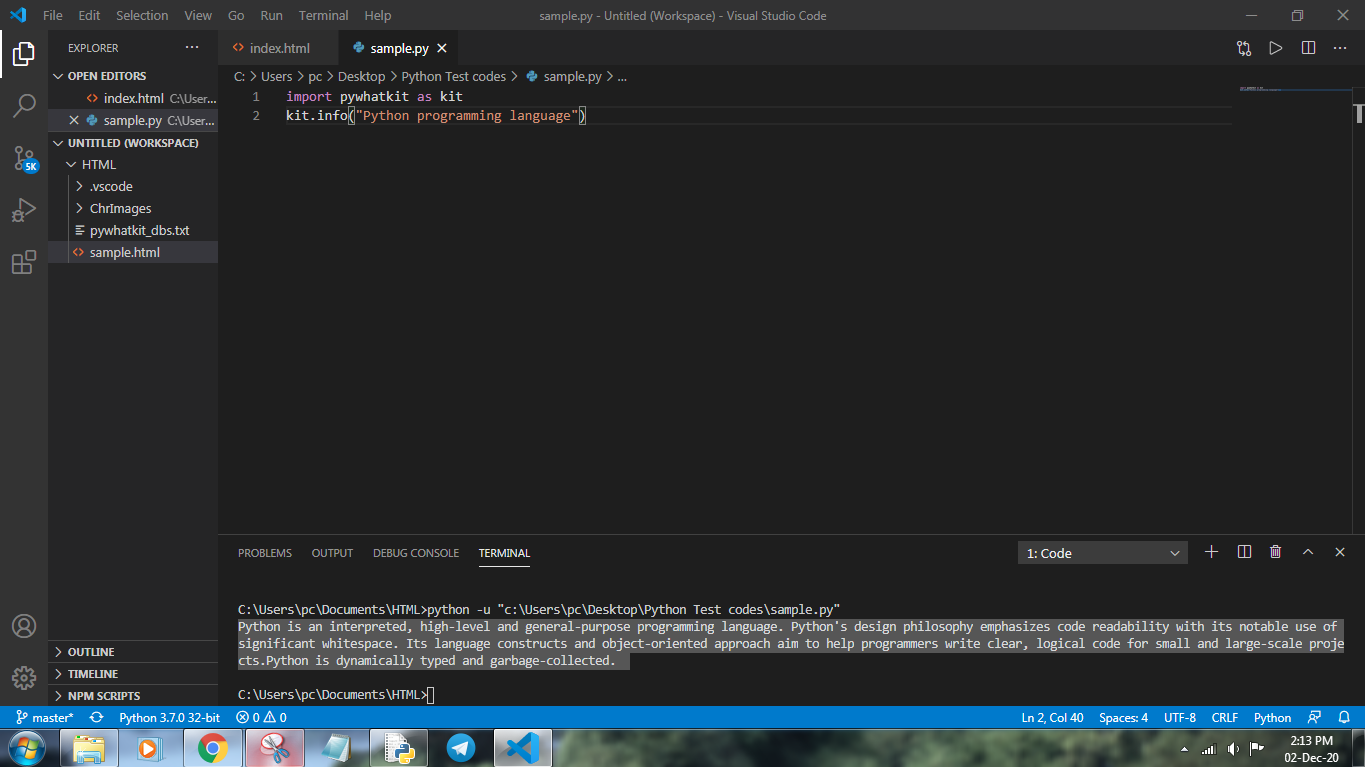 File Edit Selection View Go Run Terminal Help
sample.py - Untitled (Workspace) - Visual Studio Code
EXPLORER
OPEN EDITORS
index.html C:\User...
sample.py C:\User...
UNTITLED (WORKSPACE)
HTML
.vscode
ChrImages
pywhatkit_dbs.txt
sample.html
5K
OUTLINE
TIMELINE
NPM SCRIPTS
index.html
sample.py
C: > Users > pc > Desktop > Python Test codes > sample.py > ...
1 import pywhatkit as kit
2 kit.info("Python programming language")
PROBLEMS OUTPUT DEBUG CONSOLE TERMINAL
1: Code
C:\Users\pc\Documents\HTML>python -u "c:\Users\pc\Desktop\Python Test codes\sample.py"
Python is an interpreted, high-level and general-purpose programming language. Python's design philosophy emphasizes code readability with its notable use of
significant whitespace. Its language constructs and object-oriented approach aim to help programmers write clear, logical code for small and large-scale proje
cts.Python is dynamically typed and garbage-collected.
C:\Users\pc\Documents\HTML>
master* Python 3.7.0 32-bit 0 0 Ln 2, Col 40 Spaces: 4 UTF-8 CRLF Python
2:13 PM
02-Dec-20